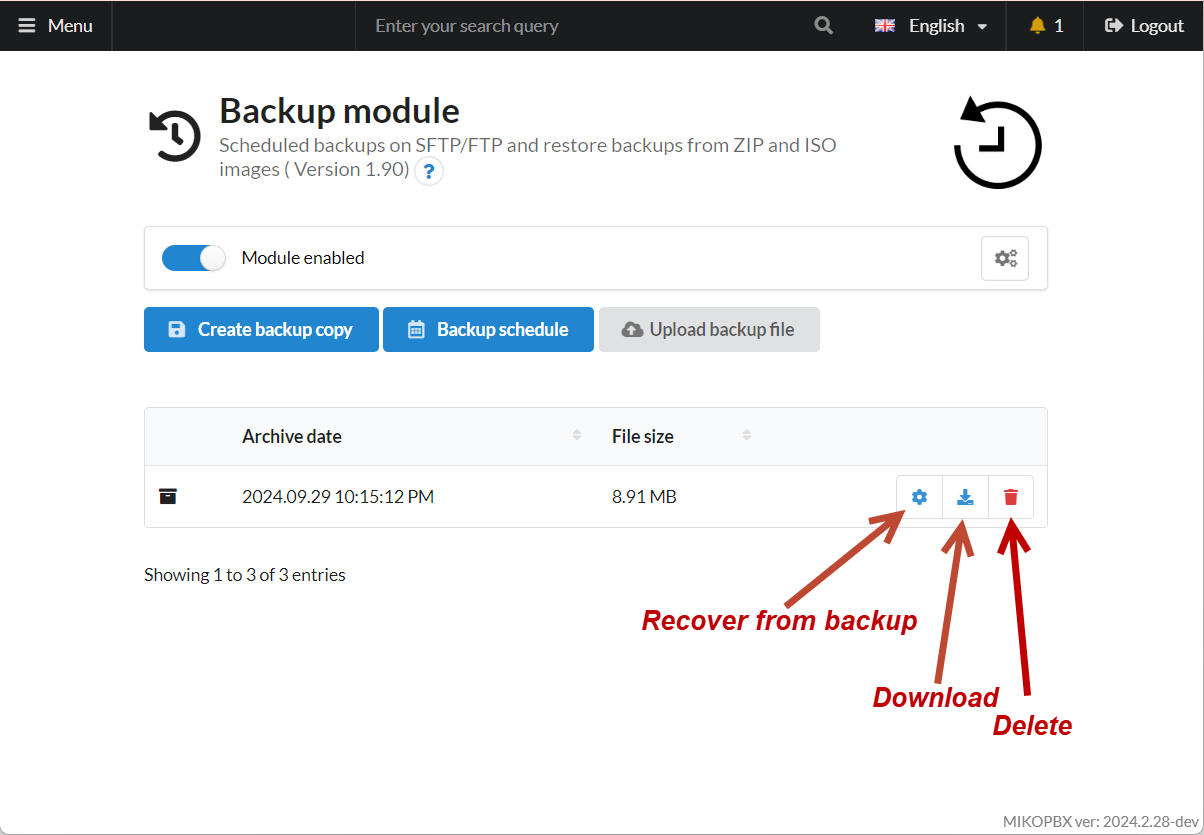 Menu
Enter your search query
English
1
Logout
Backup module
Scheduled backups on SFTP/FTP and restore backups from ZIP and ISO
images ( Version 1.90) ?
Module enabled
Create backup copy
Backup schedule
Upload backup file
Archive date File size
2024.09.29 10:15:12 PM 8.91 MB
Showing 1 to 3 of 3 entries
Recover from backup
Download
Delete
MIKOPBX ver: 2024.2.28-dev